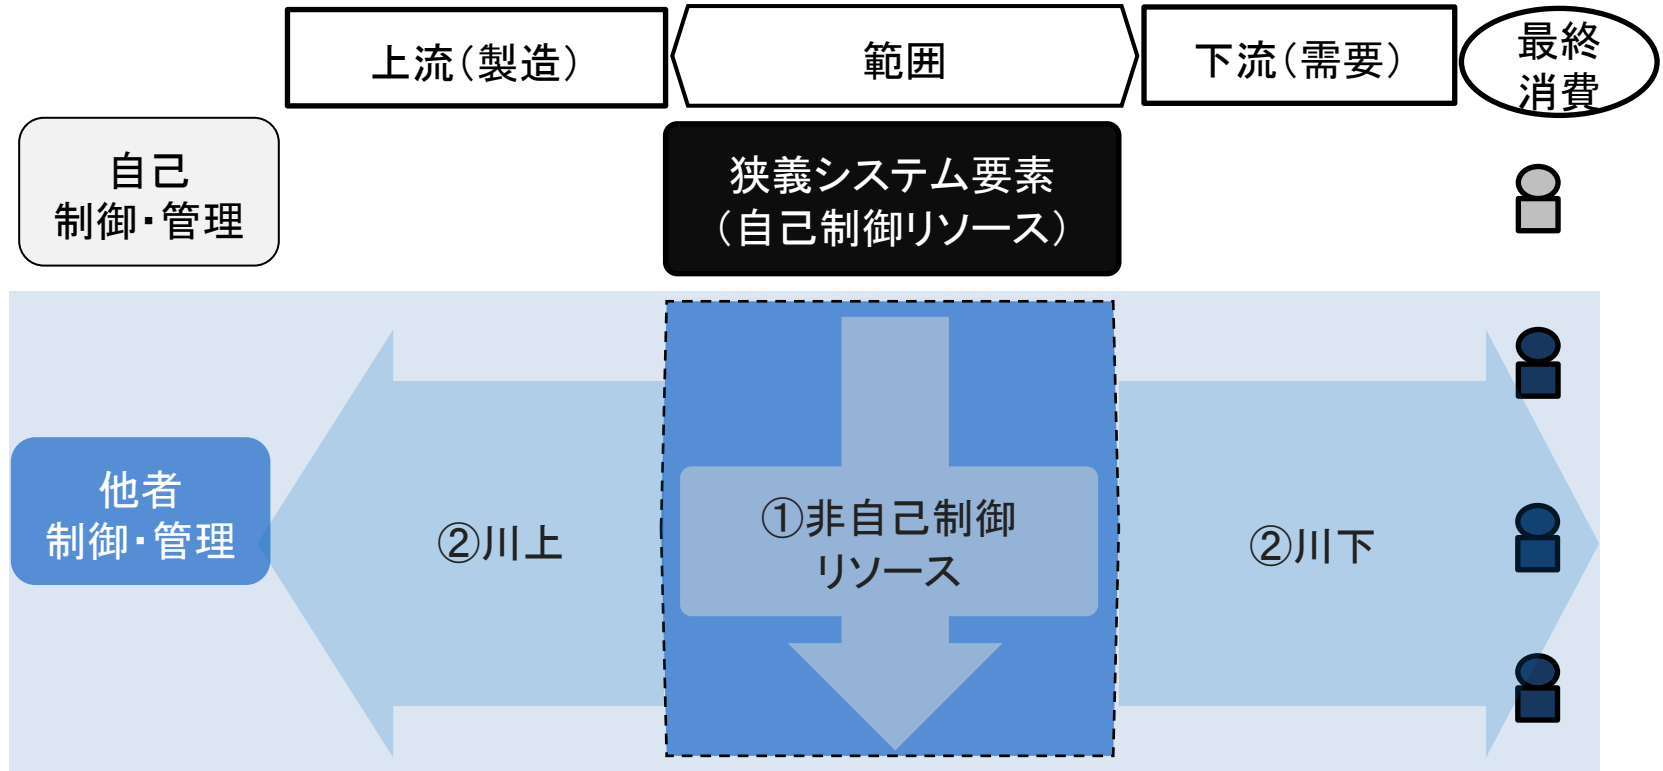 上流(製造)
範囲
下流(需要)
最終
消費
自己
制御・管理
狭義システム要素
(自己制御リソース)
他者
制御・管理
②川上
①非自己制御
リソース
②川下